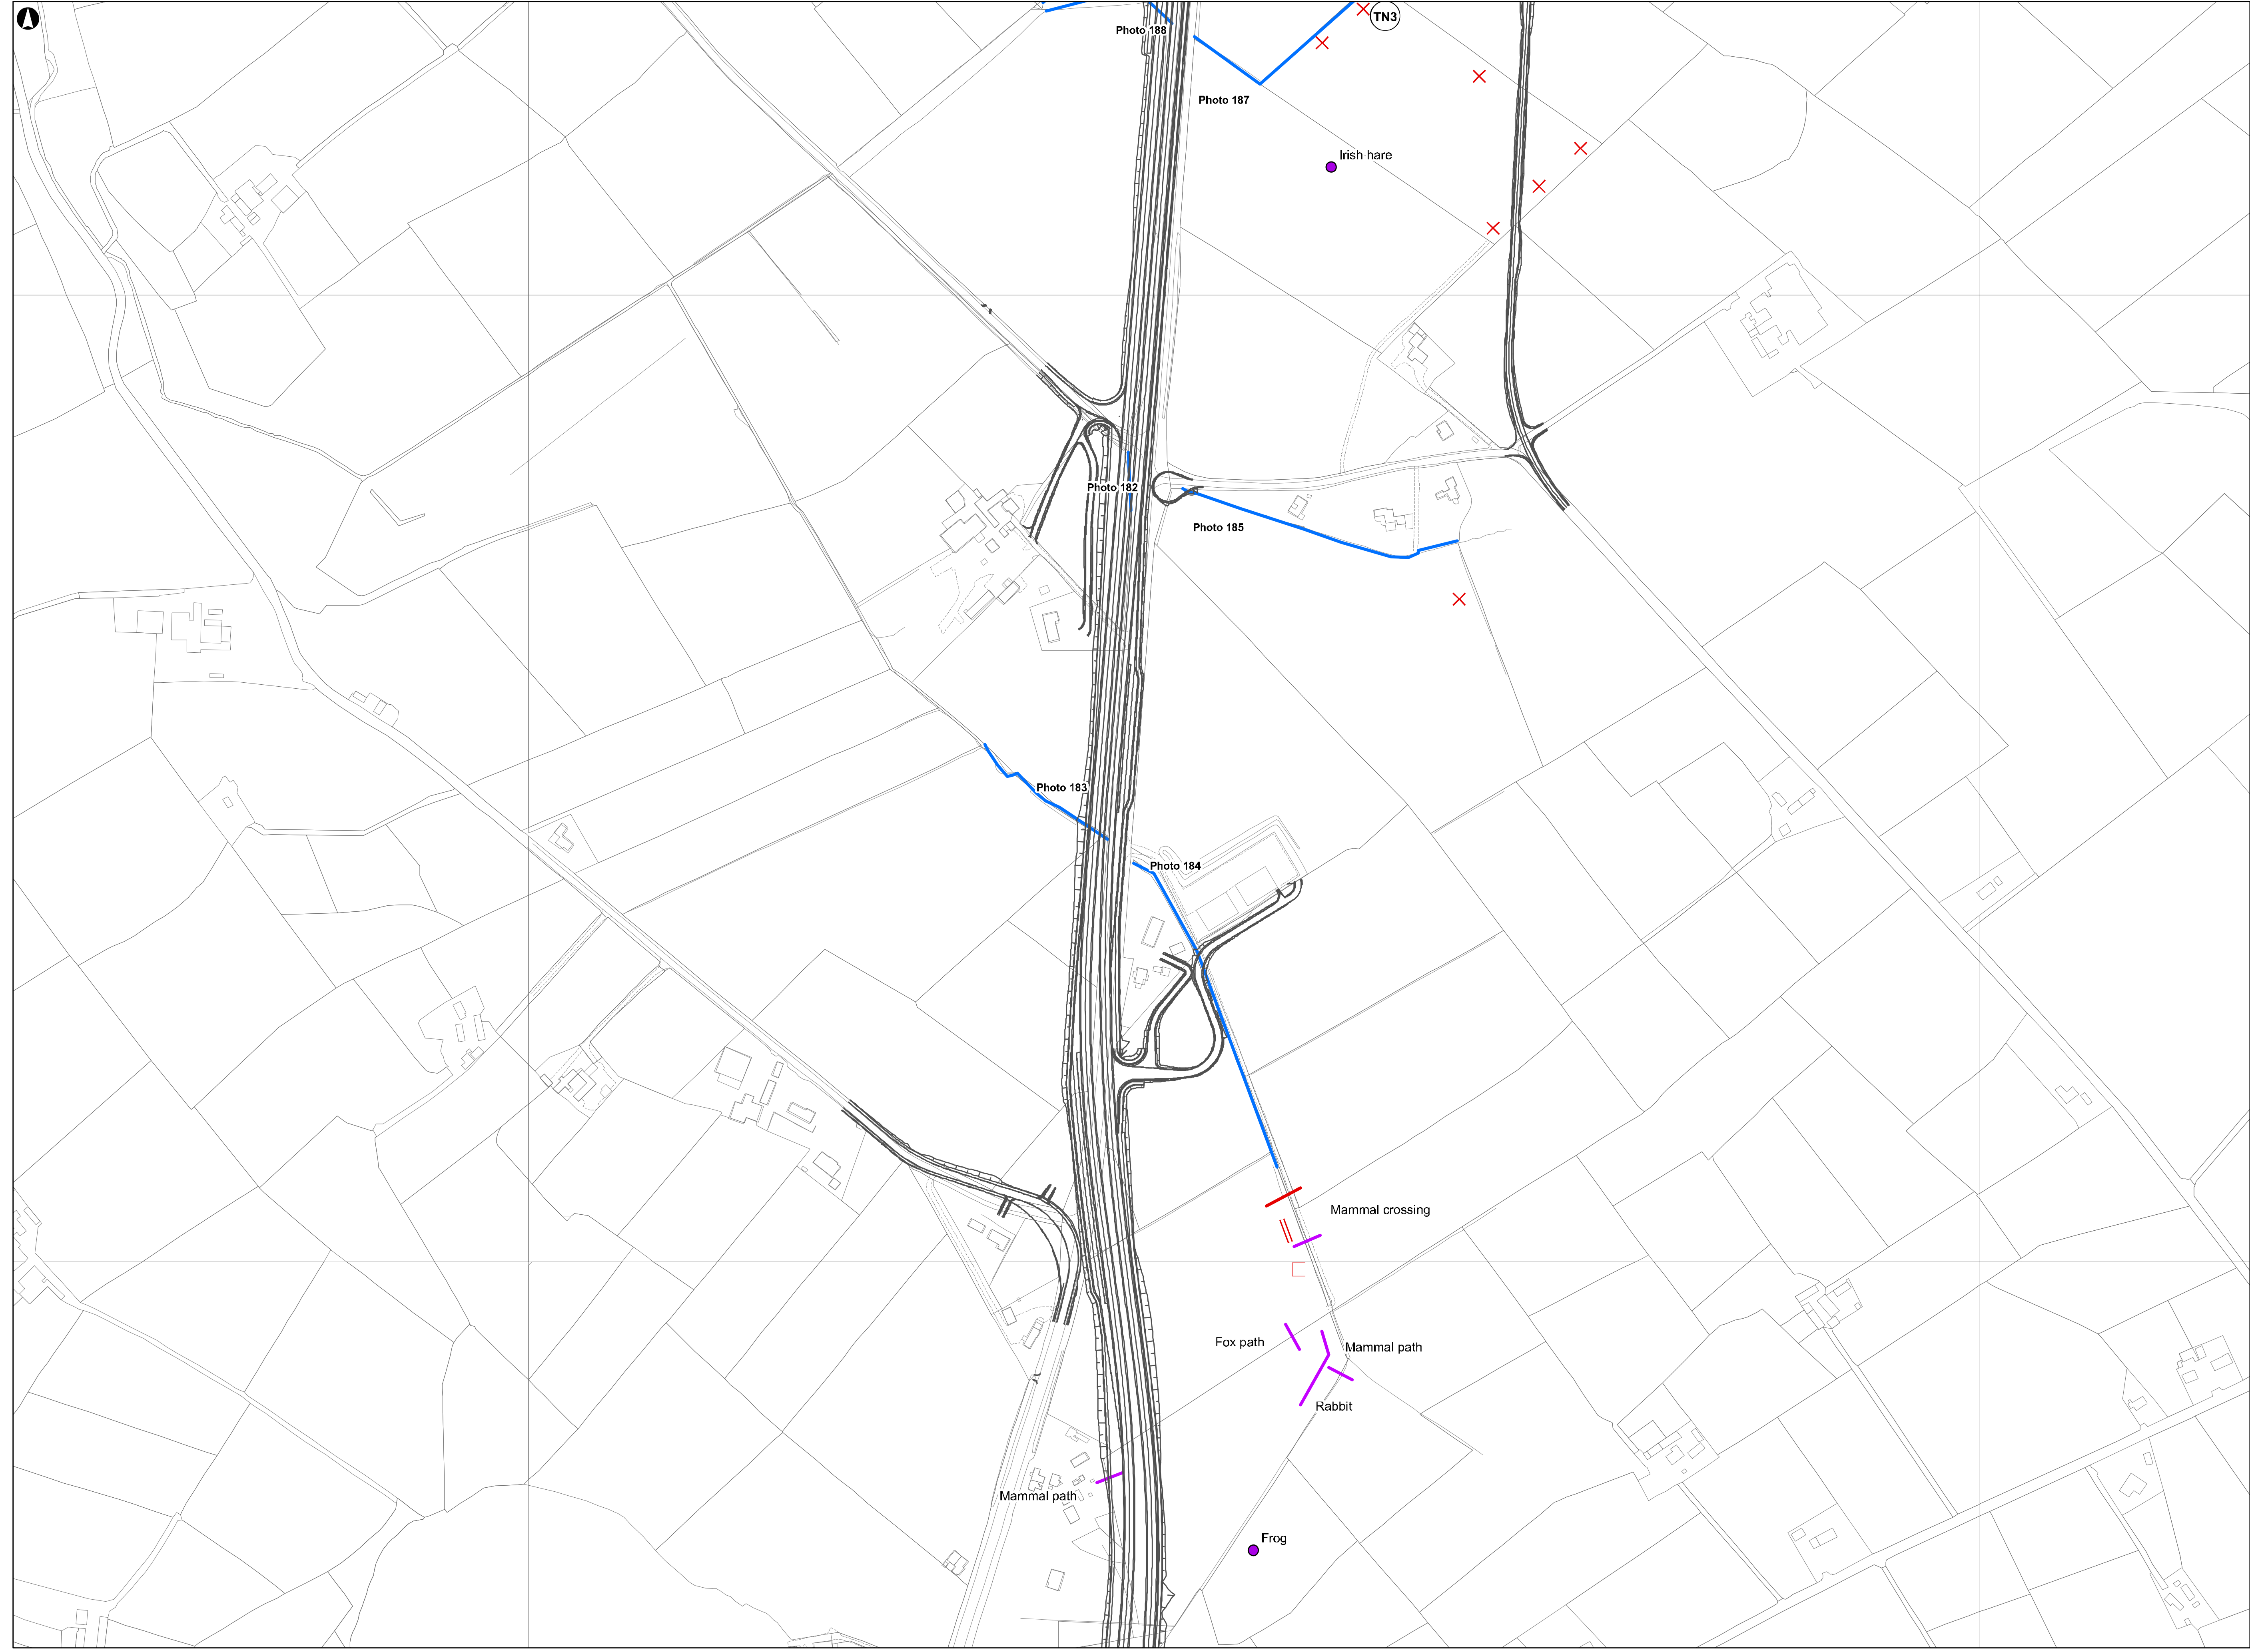 TN3
Photo 188
Photo 187
Irish hare
Photo 182
Photo 185
Photo 183
Photo 184
Mammal crossing
Fox path
Mammal path
Rabbit
Mammal path
Frog